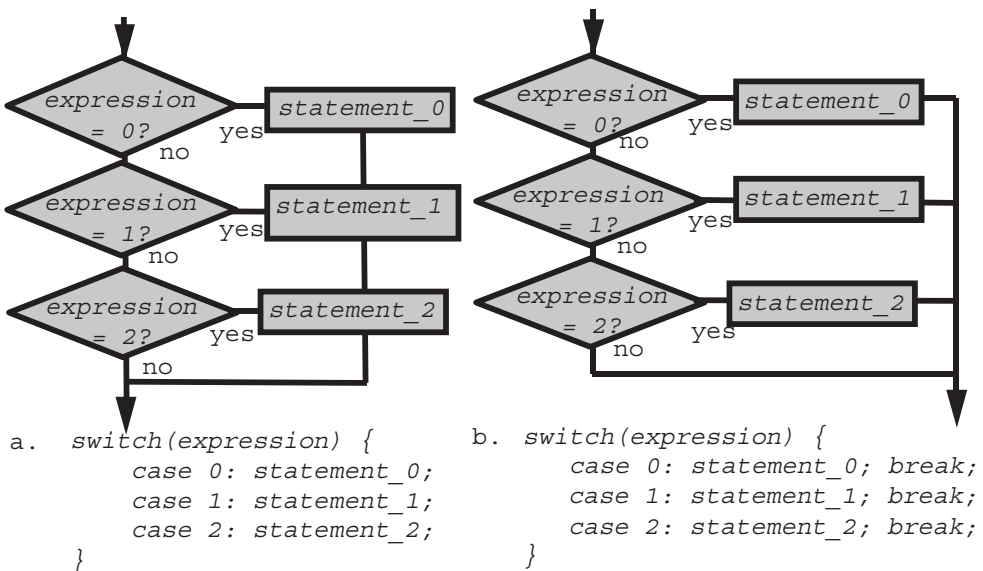 expression
= 0?
yes
no
statement_0
expression
= 1?
yes
no
statement_1
expression
= 2?
yes
no
statement_2
a. switch(expression) {
case 0: statement_0;
case 1: statement_1;
case 2: statement_2;
}
expression
= 0?
yes
no
statement_0
expression
= 1?
yes
no
statement_1
expression
= 2?
yes
no
statement_2
b. switch(expression) {
case 0: statement_0; break;
case 1: statement_1; break;
case 2: statement_2; break;
}